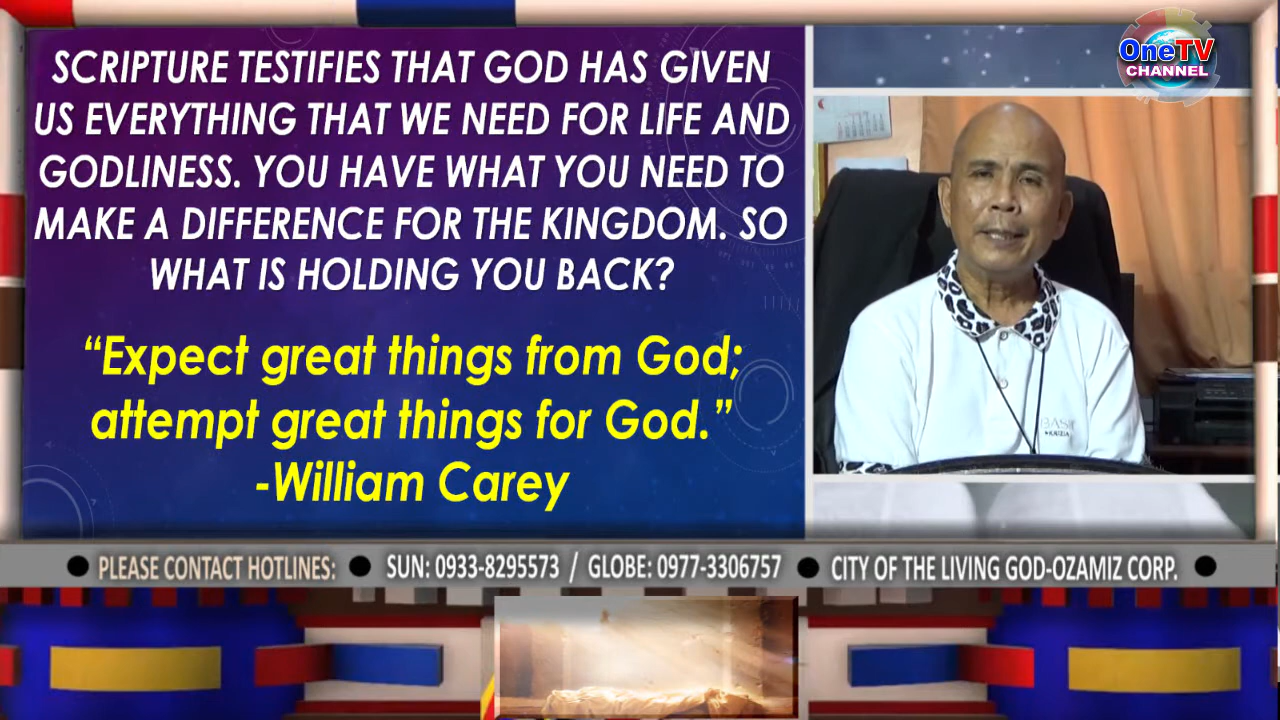 SCRIPTURE TESTIFIES THAT GOD HAS GIVEN
US EVERYTHING THAT WE NEED FOR LIFE AND
GODLINESS. YOU HAVE WHAT YOU NEED TO
MAKE A DIFFERENCE FOR THE KINGDOM. SO
WHAT IS HOLDING YOU BACK?
“Expect great things from God;
attempt great things for God.”
-William Carey
OneTV
CHANNEL
PLEASE CONTACT HOTLINES: ● SUN: 0933-8295573 / GLOBE: 0977-3306757 ● CITY OF THE LIVING GOD-OZAMIZ CORP.